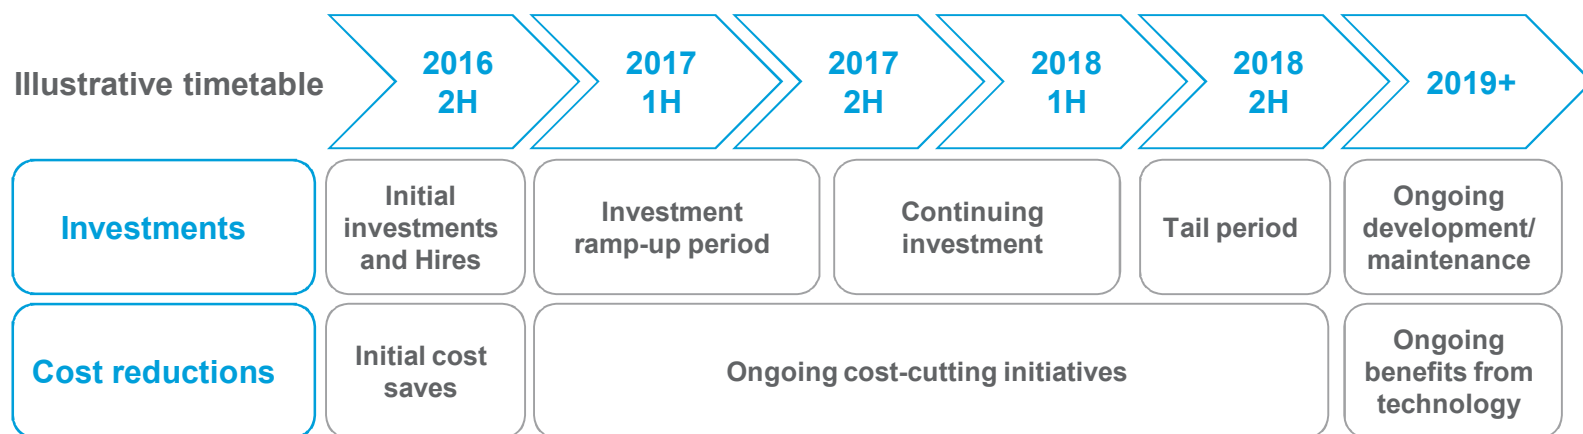 Illustrative timetable
2016
2H
2017
1H
2017
2H
2018
1H
2018
2H
2019+
Investments
Initial
investments
and Hires
Investment
ramp-up period
Continuing
investment
Tail period
Ongoing
development/
maintenance
Cost reductions
Initial cost
saves
Ongoing cost-cutting initiatives
Ongoing
benefits from
technology